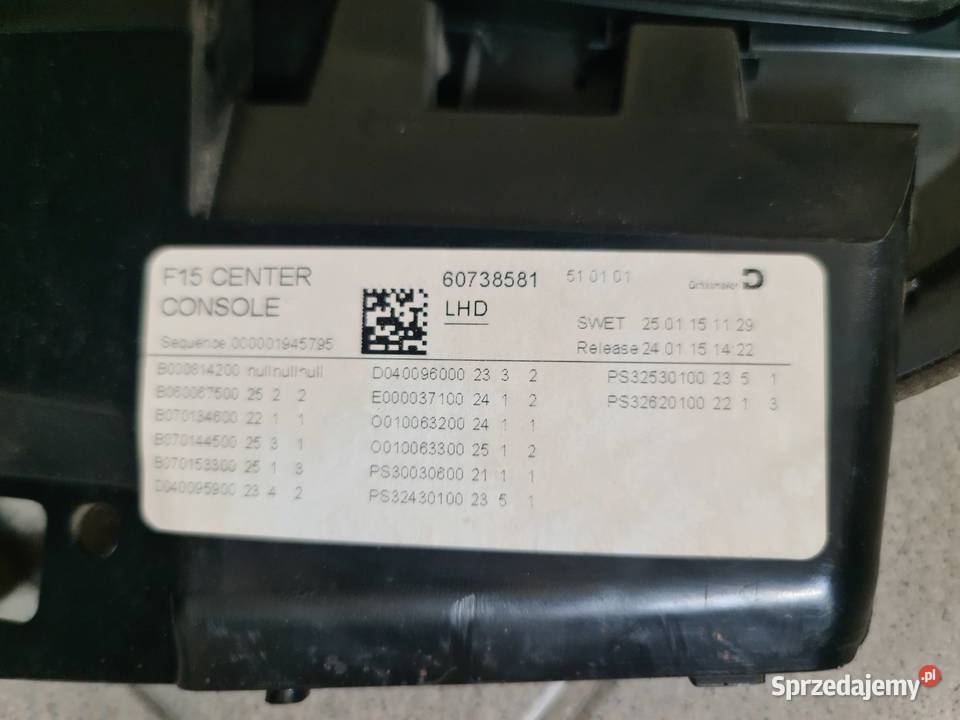 F15 CENTER
CONSOLE
Sequence 000001945795
60738581
LHD
51 01 01
Dräxlmaier
SWET 25.01.15 11:29
Release 24.01.15 14:22
B000814200 nullnullnull
B060067500 25 2 2
B070134600 22 1 1
B070144500 25 3 1
B070153300 25 1 3
D040095900 23 4 2
D040096000 23 3 2
E000037100 24 1 2
O010063200 24 1 1
O010063300 25 1 2
PS30030600 21 1 1
PS32430100 23 5 1
PS32530100 23 5 1
PS32620100 22 1 3
Sprzedajemy.pl